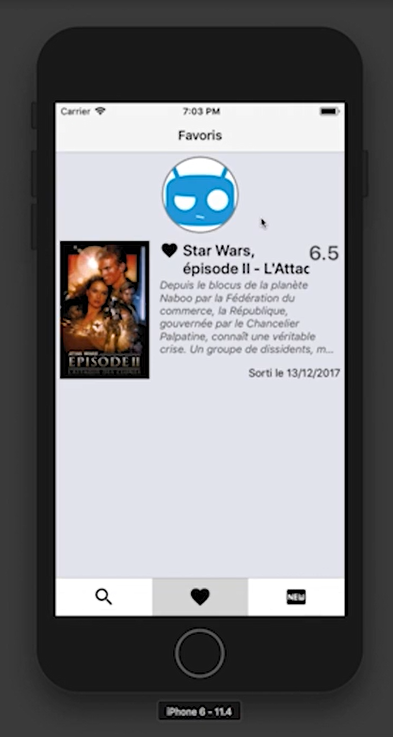 Carrier 7:03 PM
Favoris
Star Wars, 6.5
épisode II - L'Attac
Depuis le blocus de la planète
Naboo par la Fédération du
commerce, la République,
gouvernée par le Chancelier
Palpatine, connaît une véritable
crise. Un groupe de dissidents, m...
STAR WARS
EPISODE II
L'ATTAQUE DES CLONES
Sorti le 13/12/2017
NEW
iPhone 6 - 11.4